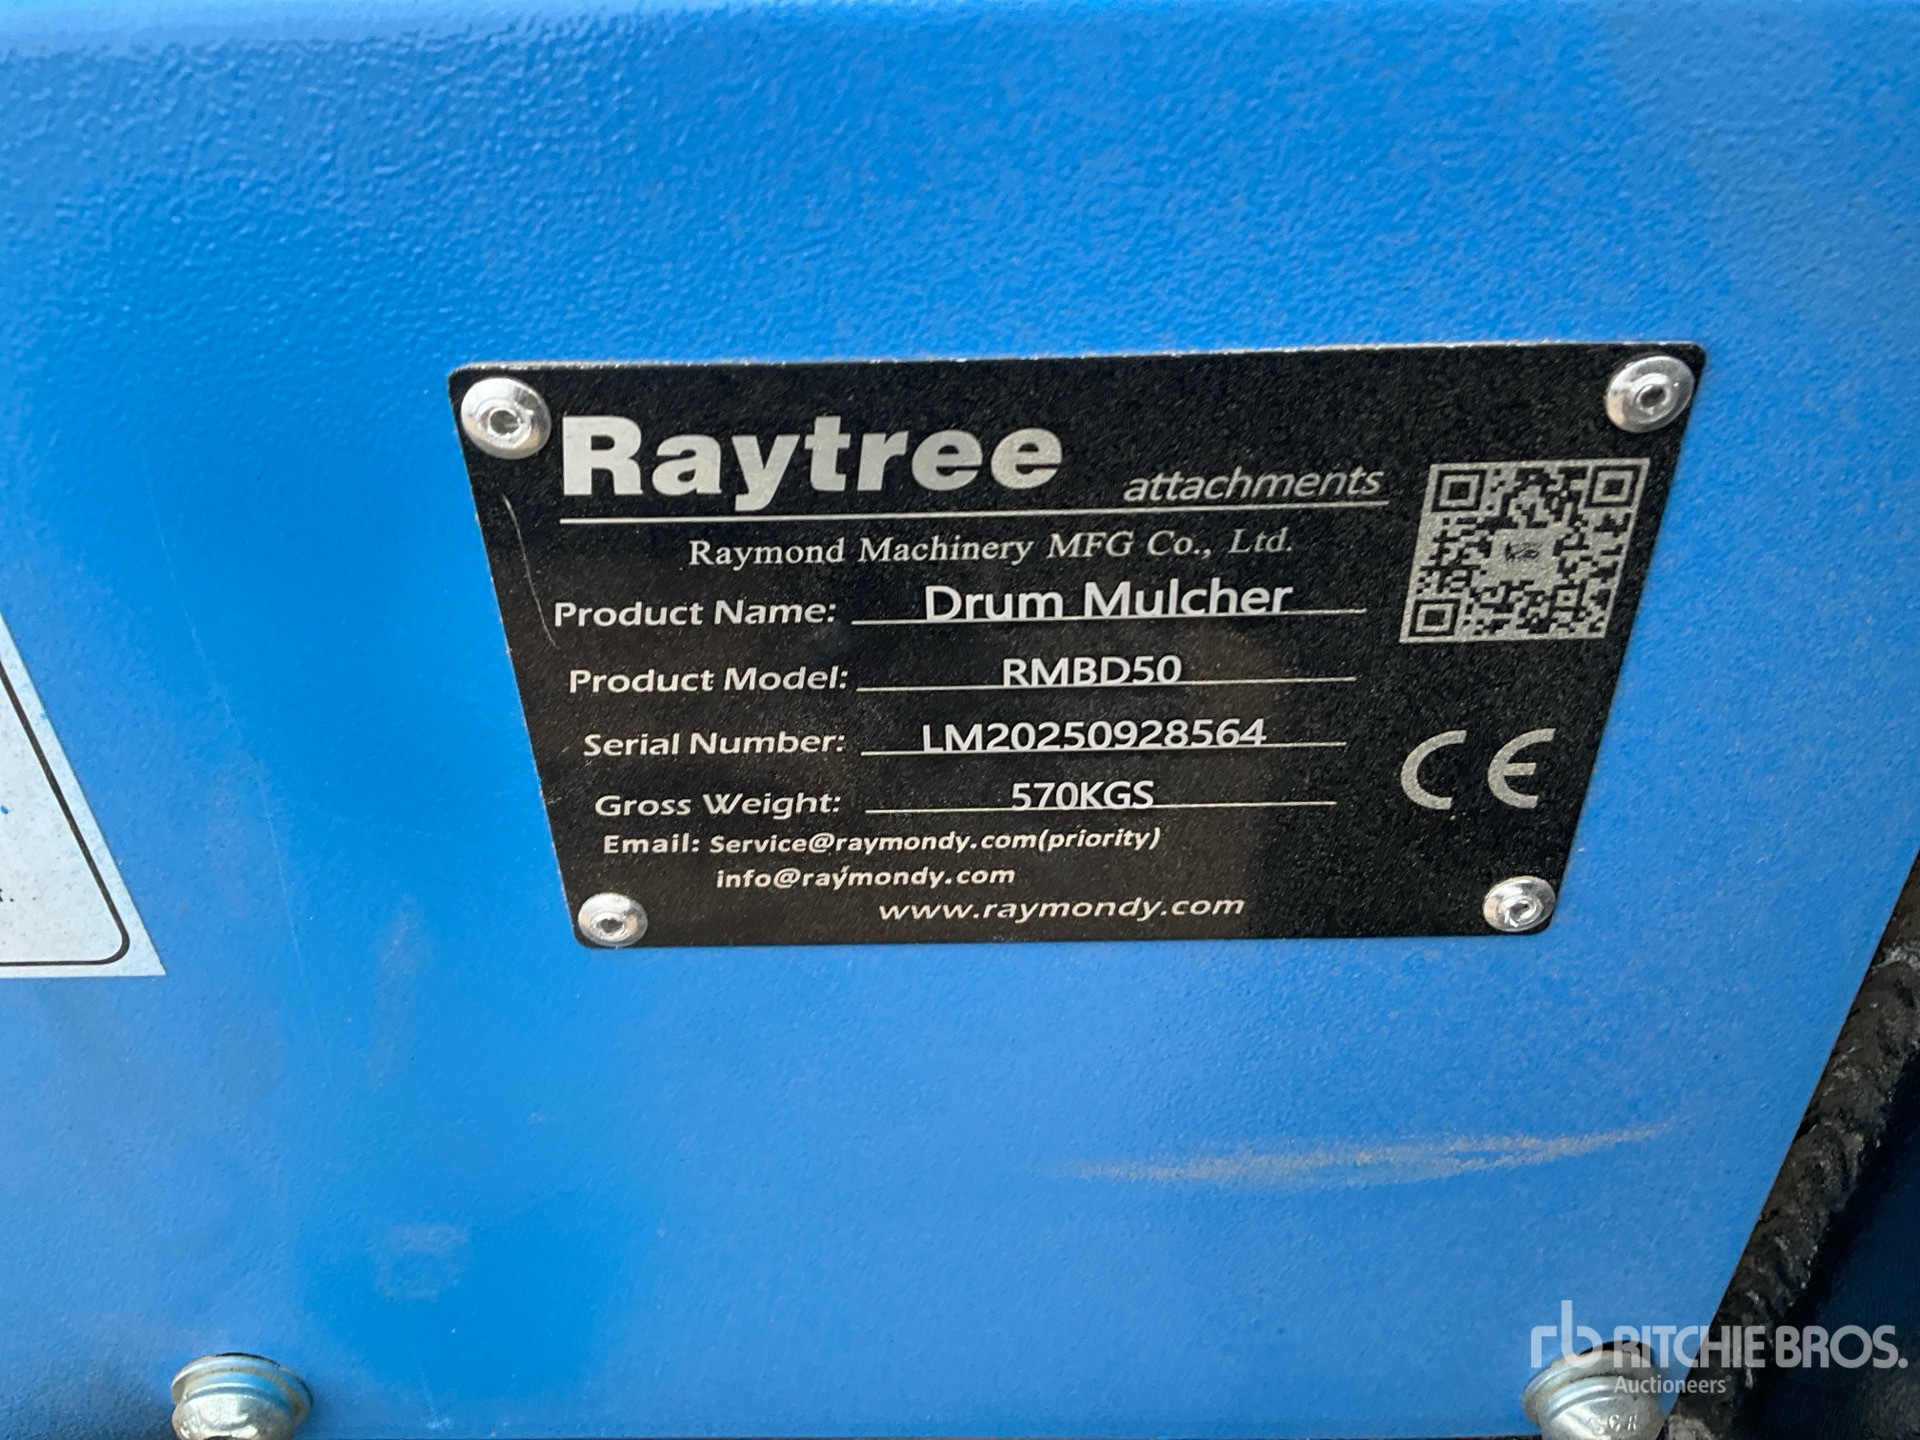 Raytree attachments
Raymond Machinery MFG Co., Ltd.
Product Name: Drum Mulcher
Product Model: RMBD50
Serial Number: LM20250928564
Gross Weight: 570KGS
Email: Service@raymondy.com(priority)
info@raymondy.com
www.raymondy.com
CE
rb RITCHIE BROS.
Auctioneers